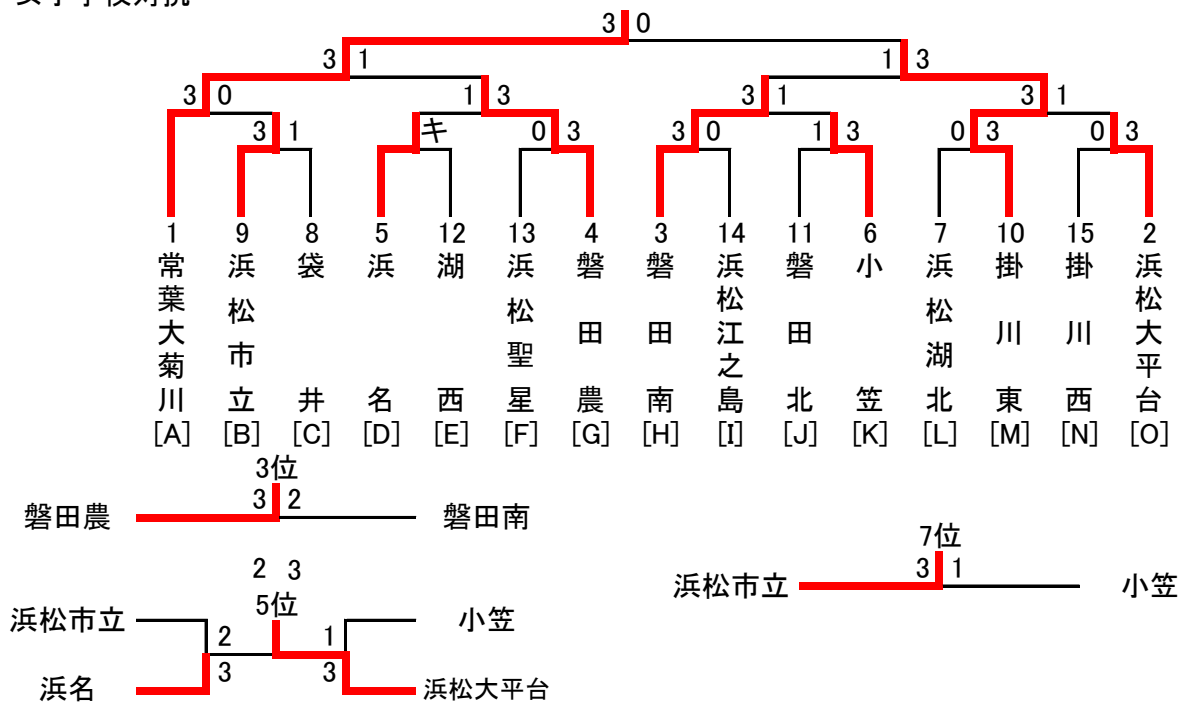 3 0
3 1 1 3
3 0 1 3 3 1 3 1
3 1 キ 0 3 3 0 1 3 0 3 0 3
1 9 8 5 12 13 4 3 14 11 6 7 10 15 2
常葉大菊川
浜松市立
袋井
浜名
湖西
浜松聖星
磐田農
磐田南
浜松江之島
磐田北
小笠
浜松湖北
掛川東
掛川西
浜松大平台
[A] [B] [C] [D] [E] [F] [G] [H] [I] [J] [K] [L] [M] [N] [O]
3位
3 2
磐田農 磐田南
7位
3 1
浜松市立 小笠
2 3
5位
浜松市立 小笠
2 1
3 3
浜名 浜松大平台